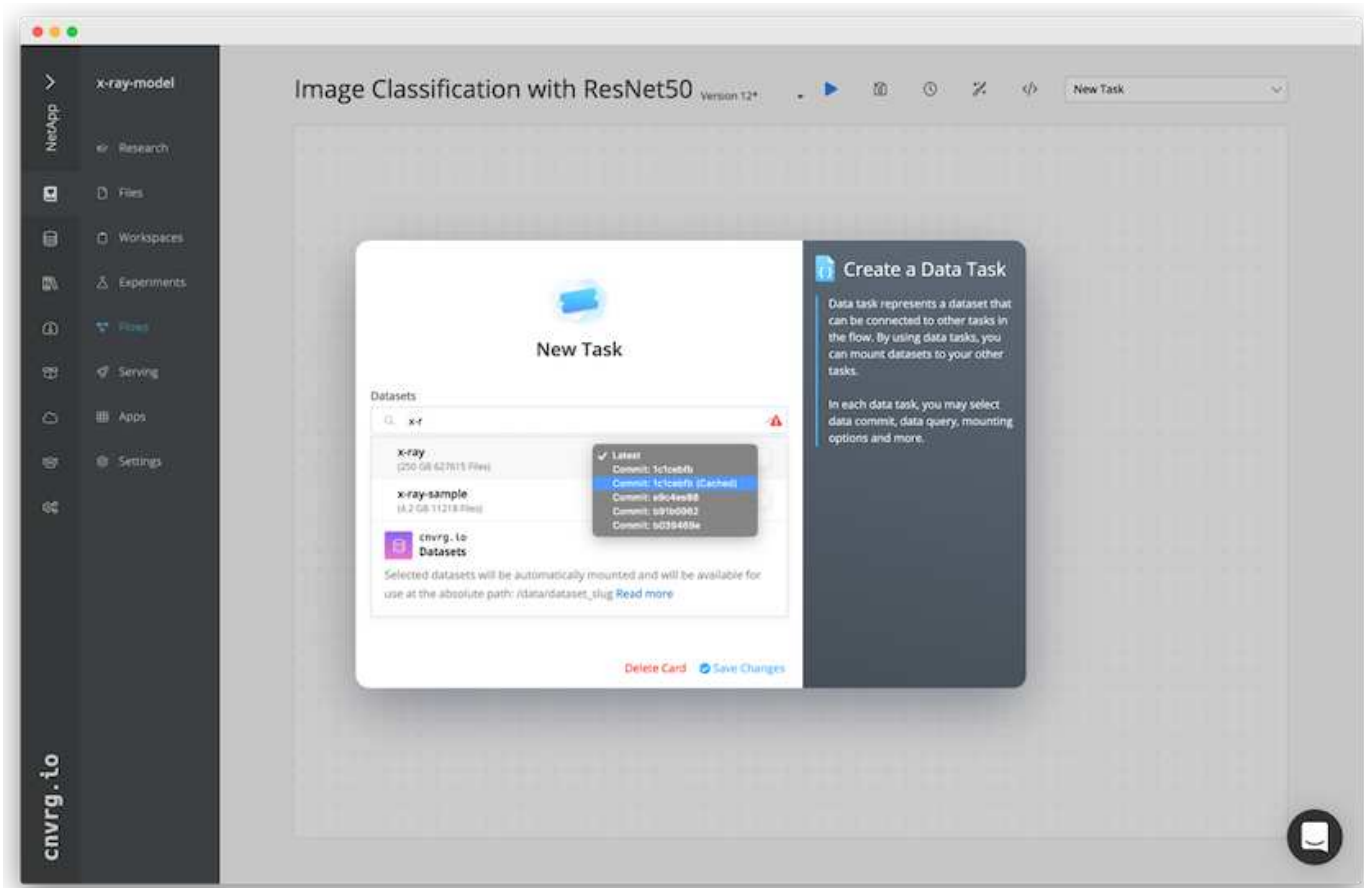 NetApp
cnvrg.io
x-ray-model
Research
Files
Workspaces
Experiments
Flows
Serving
Apps
Settings
Image Classification with ResNet50 Version 12*
New Task
New Task
Datasets
x-r
x-ray
(250 GB 627615 Files)
x-ray-sample
(4.2 GB 11218 Files)
Latest
Commit: 1c1cebfb
Commit: 1c1cebfb (Cached)
Commit: e9c4ee88
Commit: b91b0962
Commit: b039469e
cnvrg.io
Datasets
Selected datasets will be automatically mounted and will be available for
use at the absolute path: /data/dataset_slug Read more
Delete Card
Save Changes
Create a Data Task
Data task represents a dataset that
can be connected to other tasks in
the flow. By using data tasks, you
can mount datasets to your other
tasks.
In each data task, you may select
data commit, data query, mounting
options and more.